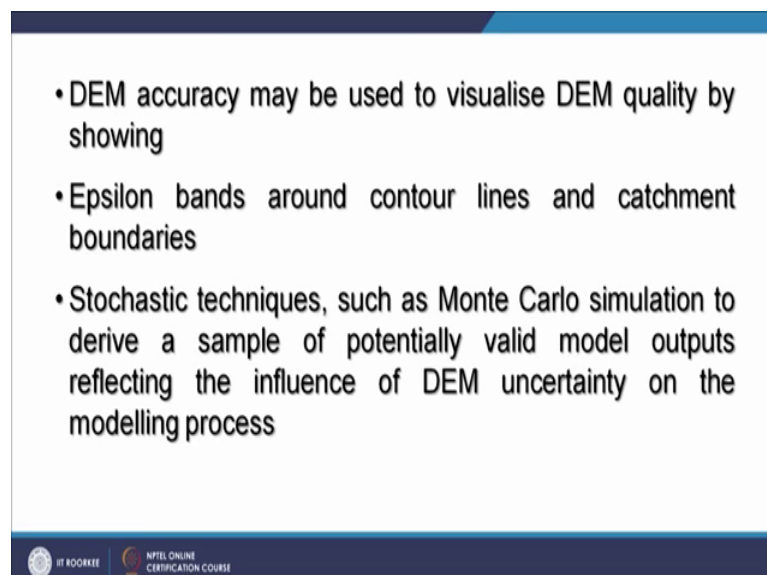 • DEM accuracy may be used to visualise DEM quality by
showing
• Epsilon bands around contour lines and catchment
boundaries
• Stochastic techniques, such as Monte Carlo simulation to
derive a sample of potentially valid model outputs
reflecting the influence of DEM uncertainty on the
modelling process
IIT ROORKEE
NPTEL ONLINE
CERTIFICATION COURSE